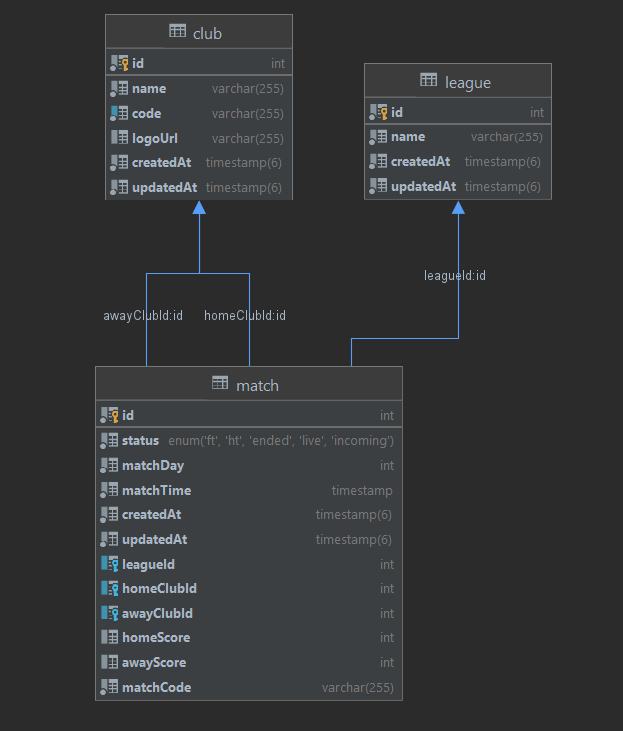 club
id int
name varchar(255)
code varchar(255)
logoUrl varchar(255)
createdAt timestamp(6)
updatedAt timestamp(6)
league
id int
name varchar(255)
createdAt timestamp(6)
updatedAt timestamp(6)
leagueId:id
awayClubId:id
homeClubId:id
match
id int
status enum('ft', 'ht', 'ended', 'live', 'incoming')
matchDay int
matchTime timestamp
createdAt timestamp(6)
updatedAt timestamp(6)
leagueId int
homeClubId int
awayClubId int
homeScore int
awayScore int
matchCode varchar(255)